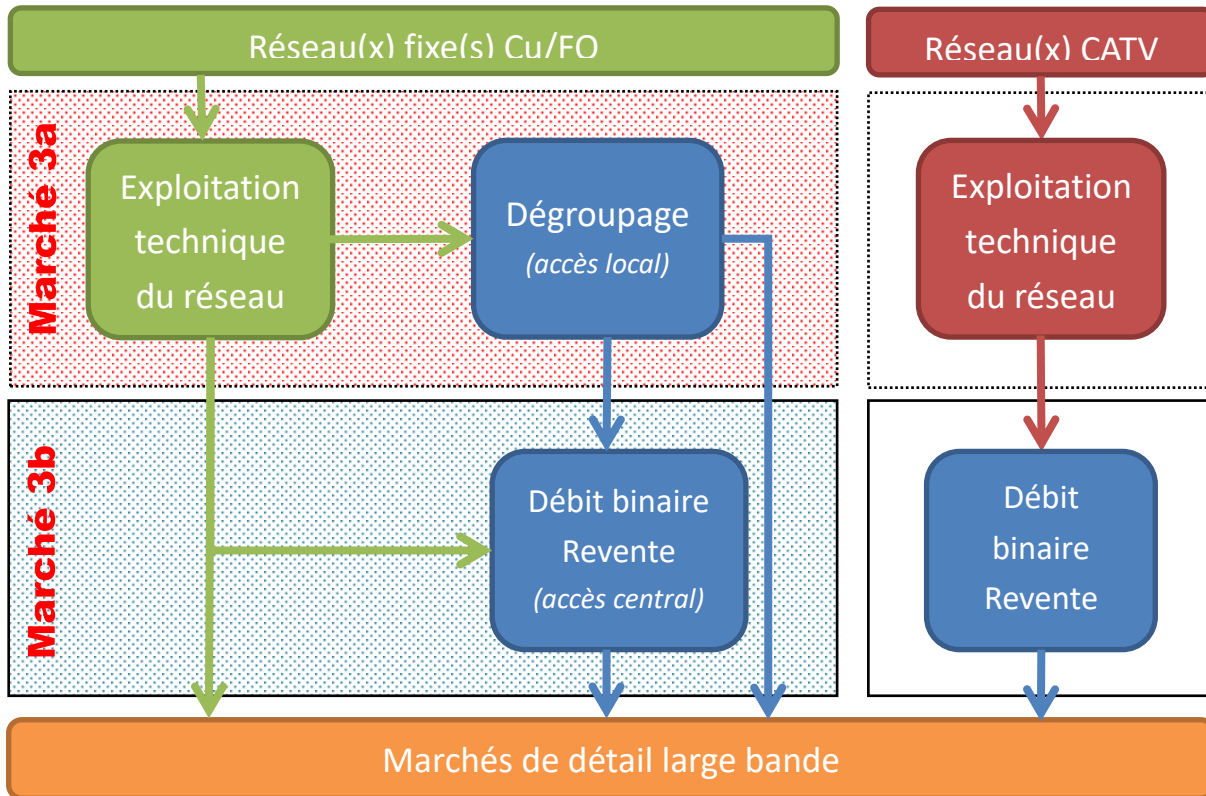 Réseau(x) fixe(s) Cu/FO
Réseau(x) CATV
Marché 3a
Exploitation
technique
du réseau
Dégroupage
(accès local)
Exploitation
technique
du réseau
Marché 3b
Débit binaire
Revente
(accès central)
Débit
binaire
Revente
Marchés de détail large bande